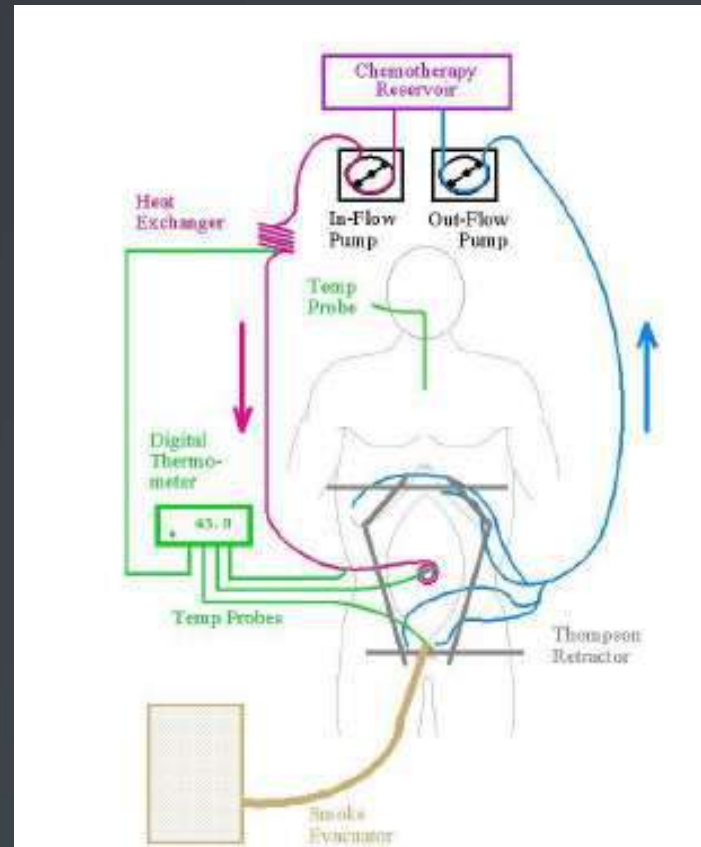 Chemotherapy
Reservoir
Heat
Exchanger
In-Flow
Pump
Out-Flow
Pump
Temp
Probe
Digital
Thermo-
meter
43.0
Temp Probes
Thompson
Retractor
Smoke
Evacuator